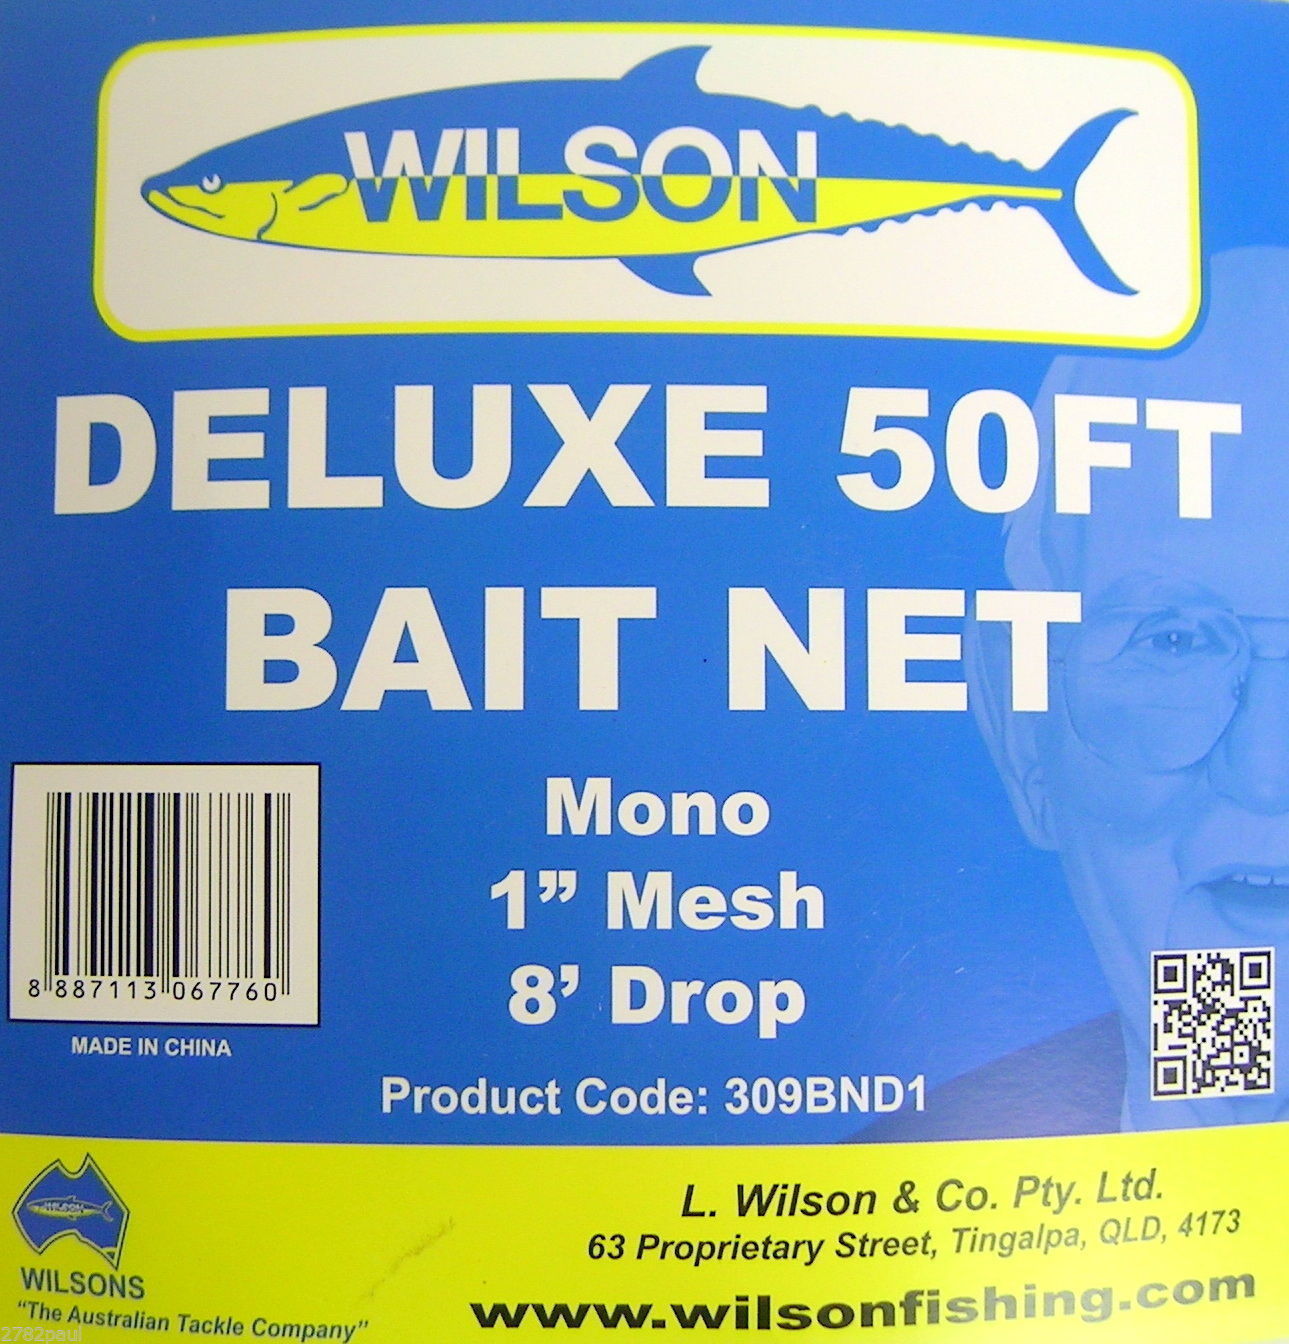 WILSON
DELUXE 50FT
BAIT NET
Mono
1” Mesh
8’ Drop
Product Code: 309BND1
8 887113 067760
MADE IN CHINA
L. Wilson & Co. Pty. Ltd.
63 Proprietary Street, Tingalpa, QLD, 4173
www.wilsonfishing.com
WILSON
WILSONS
“The Australian Tackle Company”
2782paul